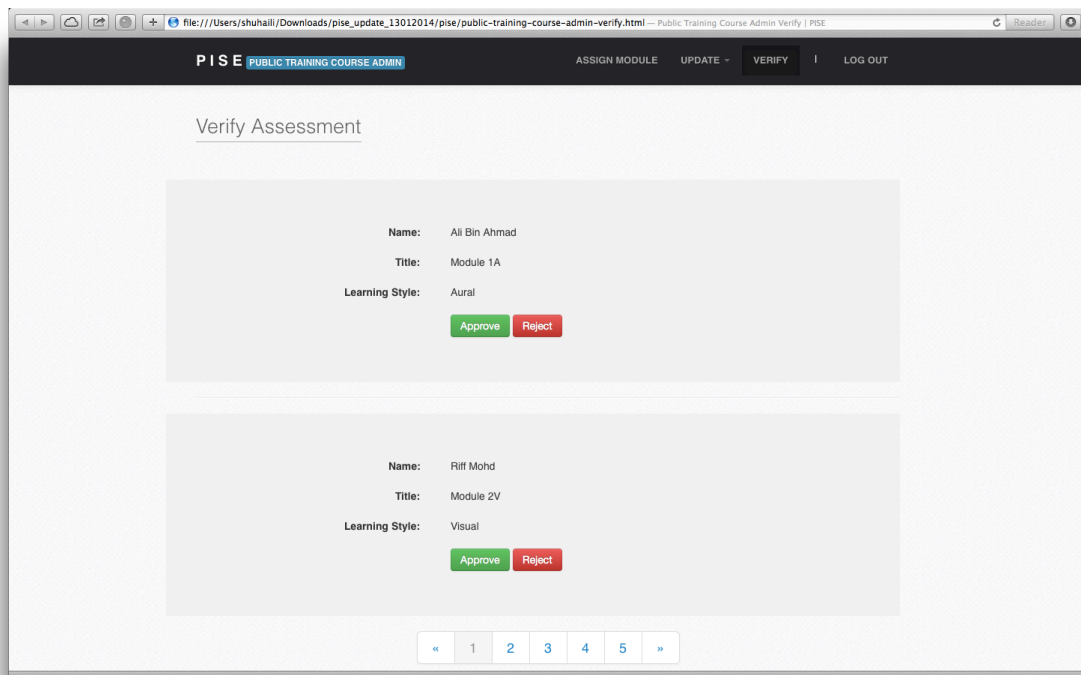 file:///Users/shuhaili/Downloads/pise_update_13012014/pise/public-training-course-admin-verify.html — Public Training Course Admin Verify | PISE
Reader
PISE PUBLIC TRAINING COURSE ADMIN ASSIGN MODULE UPDATE VERIFY | LOG OUT
Verify Assessment
Name: Ali Bin Ahmad
Title: Module 1A
Learning Style: Aural
Approve Reject
Name: Riff Mohd
Title: Module 2V
Learning Style: Visual
Approve Reject
« 1 2 3 4 5 »